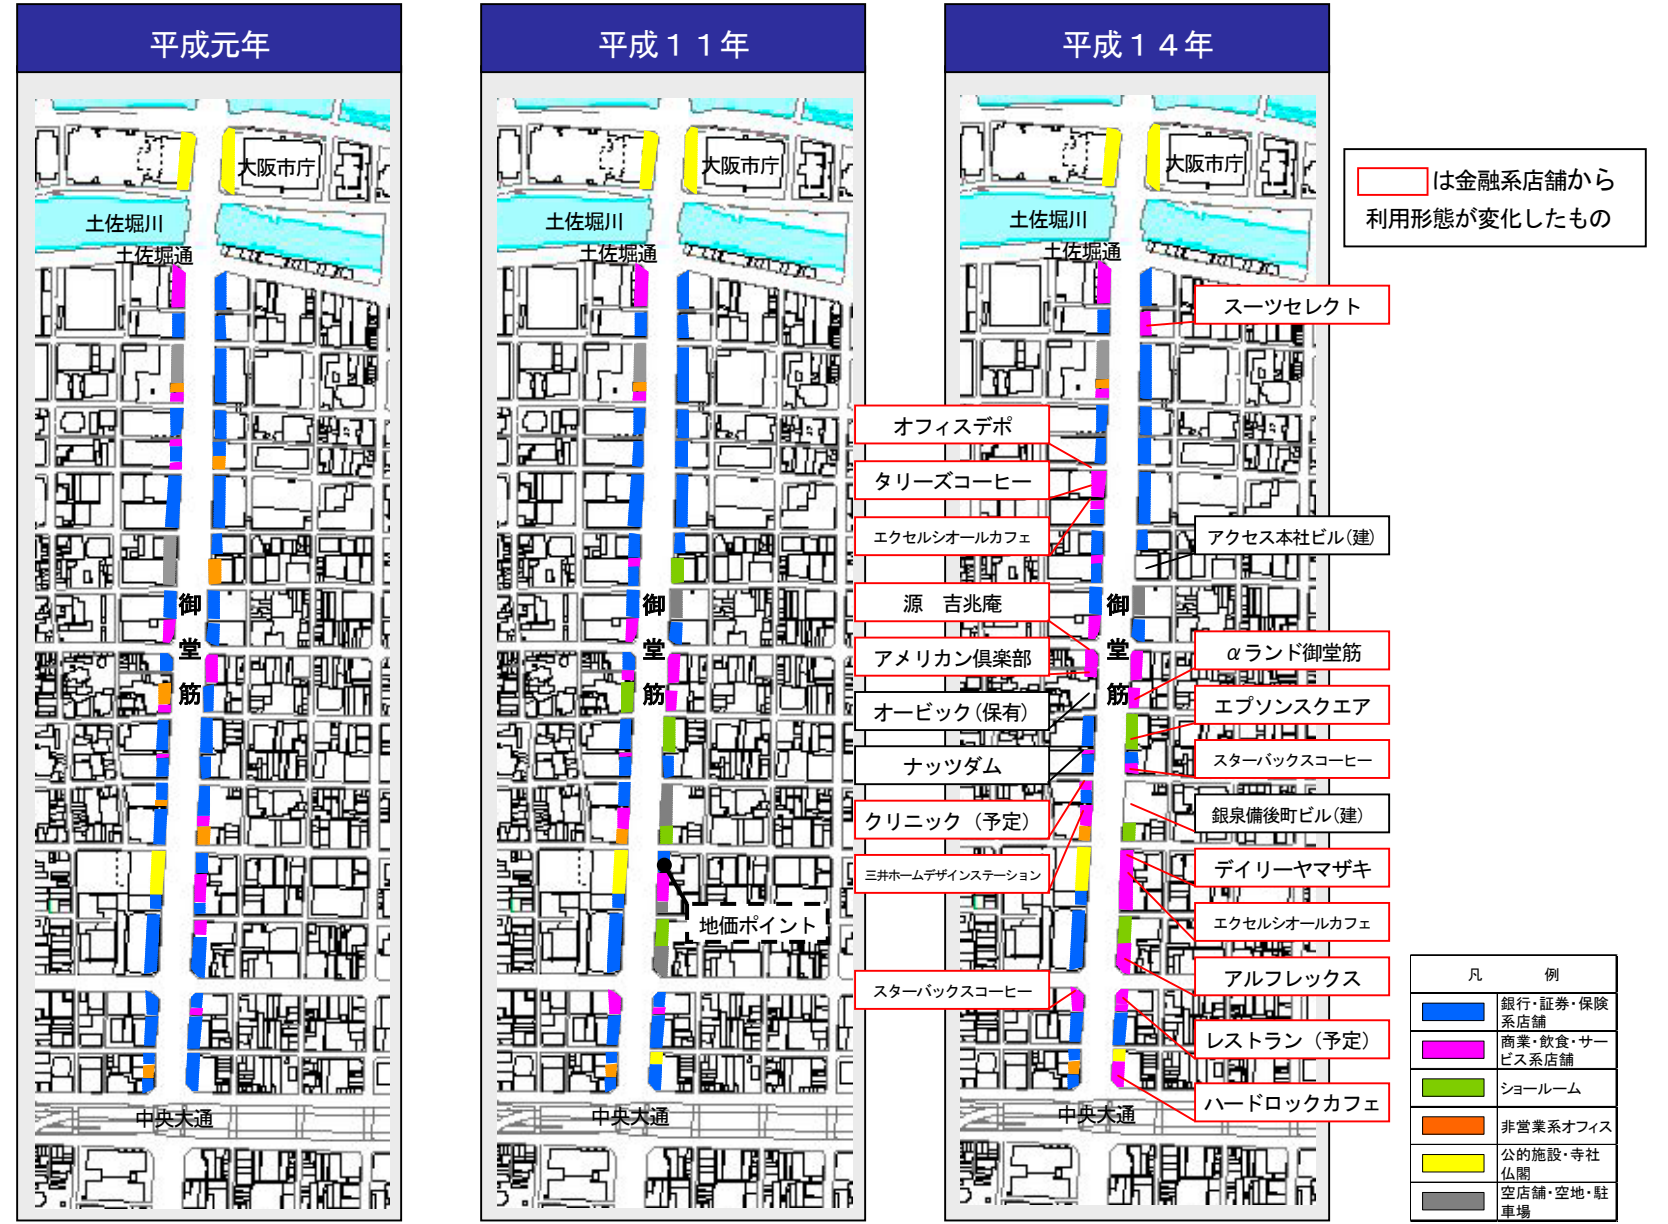 平成元年
大阪市庁
土佐堀川
土佐堀通
御
堂
筋
中央大通
平成１１年
大阪市庁
土佐堀川
土佐堀通
御
堂
筋
地価ポイント
中央大通
平成１４年
大阪市庁
土佐堀川
土佐堀通
御
堂
筋
中央大通
オフィスデポ
タリーズコーヒー
エクセルシオールカフェ
源　吉兆庵
アメリカン倶楽部
オービック(保有)
ナッツダム
クリニック（予定）
三井ホームデザインステーション
スターバックスコーヒー
スーツセレクト
アクセス本社ビル(建)
αランド御堂筋
エプソンスクエア
スターバックスコーヒー
銀泉備後町ビル(建)
デイリーヤマザキ
エクセルシオールカフェ
アルフレックス
レストラン（予定）
ハードロックカフェ
は金融系店舗から
利用形態が変化したもの
凡　例
銀行・証券・保険
系店舗
商業・飲食・サー
ビス系店舗
ショールーム
非営業系オフィス
公的施設・寺社
仏閣
空店舗・空地・駐
車場